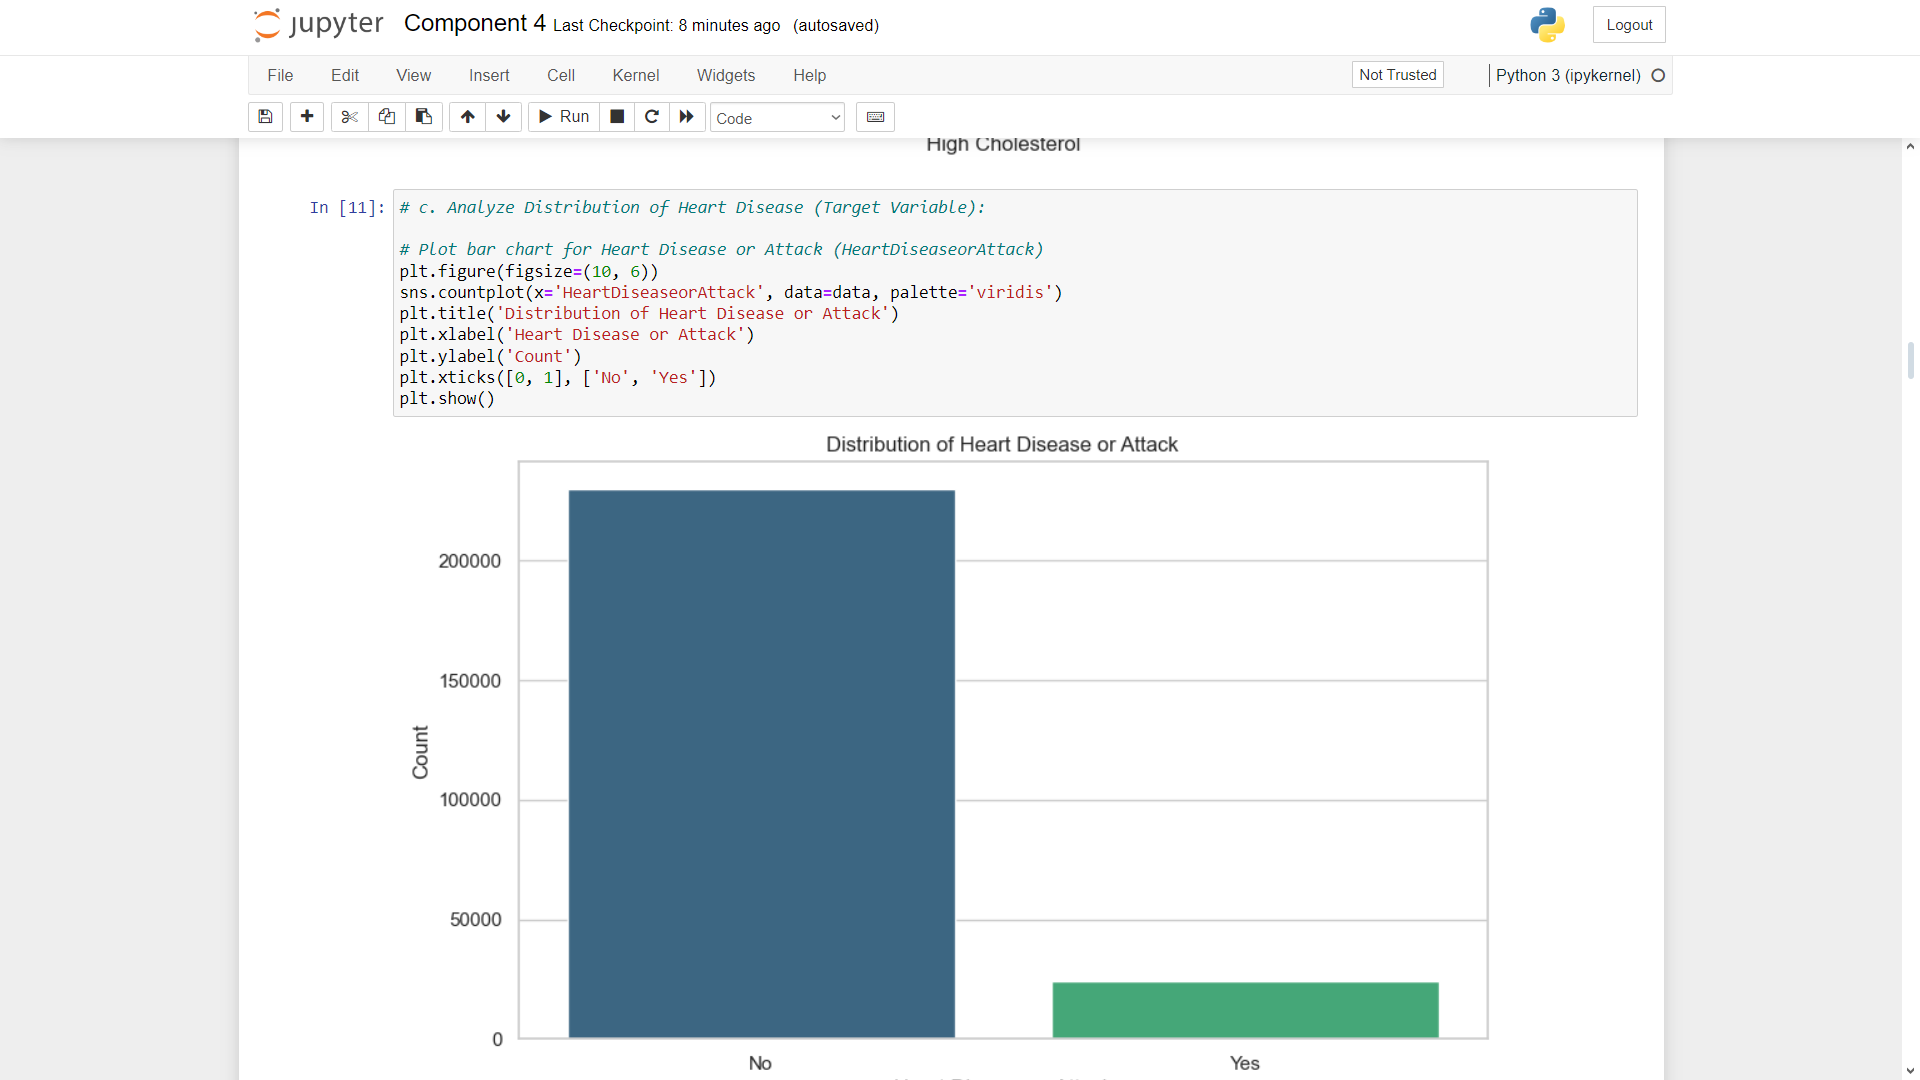 jupyter Component 4 Last Checkpoint: 8 minutes ago (autosaved) Logout
File Edit View Insert Cell Kernel Widgets Help Not Trusted Python 3 (ipykernel)
Run Code
High Cholesterol
In [11]: # c. Analyze Distribution of Heart Disease (Target Variable):
# Plot bar chart for Heart Disease or Attack (HeartDiseaseorAttack)
plt.figure(figsize=(10, 6))
sns.countplot(x='HeartDiseaseorAttack', data=data, palette='viridis')
plt.title('Distribution of Heart Disease or Attack')
plt.xlabel('Heart Disease or Attack')
plt.ylabel('Count')
plt.xticks([0, 1], ['No', 'Yes'])
plt.show()
Distribution of Heart Disease or Attack
200000
150000
Count
100000
50000
0
No Yes